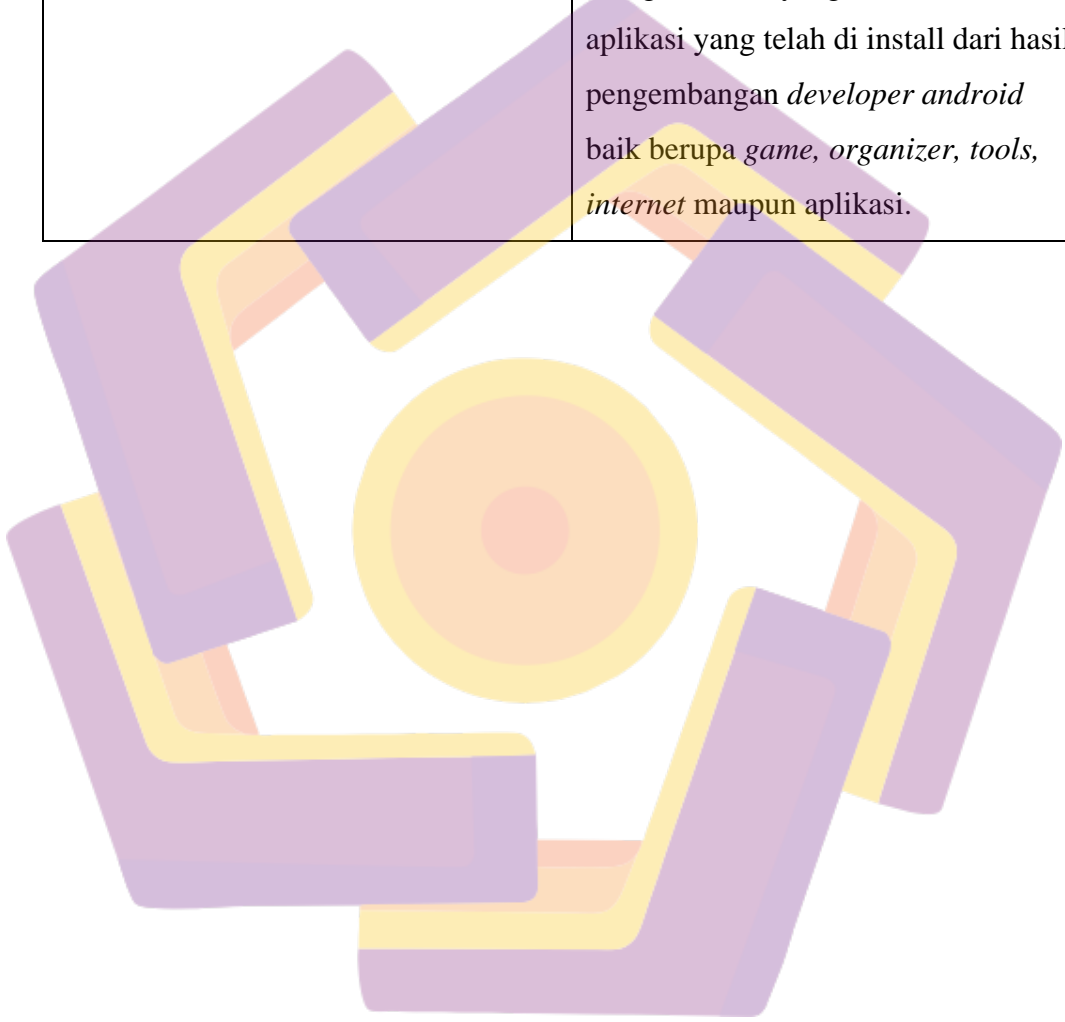 aplikasi yang telah di install dari hasil
pengembangan developer android
baik berupa game, organizer, tools,
internet maupun aplikasi.